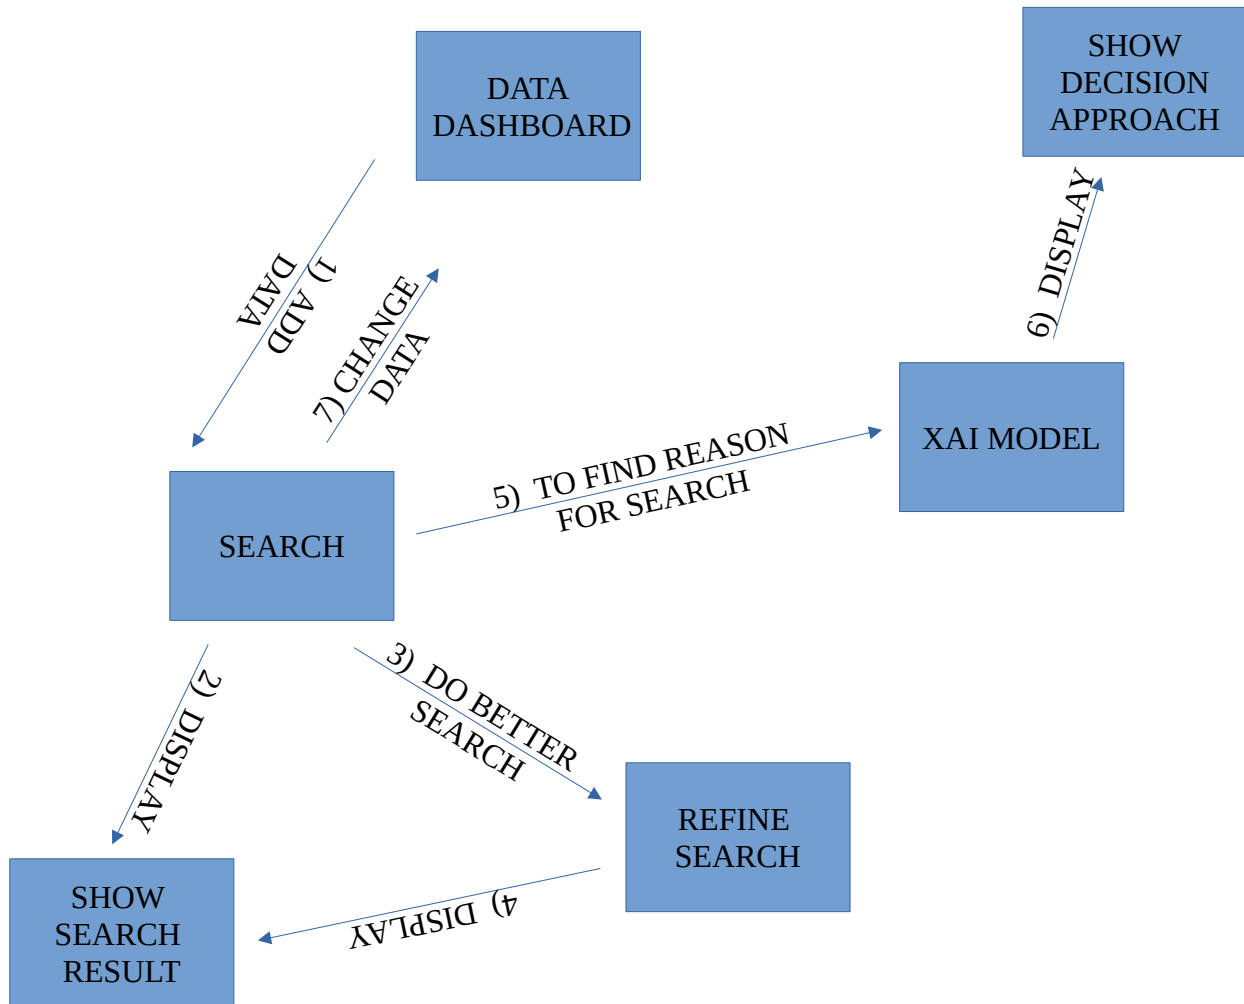 DATA
DASHBOARD
SHOW
DECISION
APPROACH
1) ADD
DATA
7) CHANGE
DATA
6) DISPLAY
XAI MODEL
5) TO FIND REASON
FOR SEARCH
SEARCH
2) DISPLAY
3) DO BETTER
SEARCH
REFINE
SEARCH
4) DISPLAY
SHOW
SEARCH
RESULT